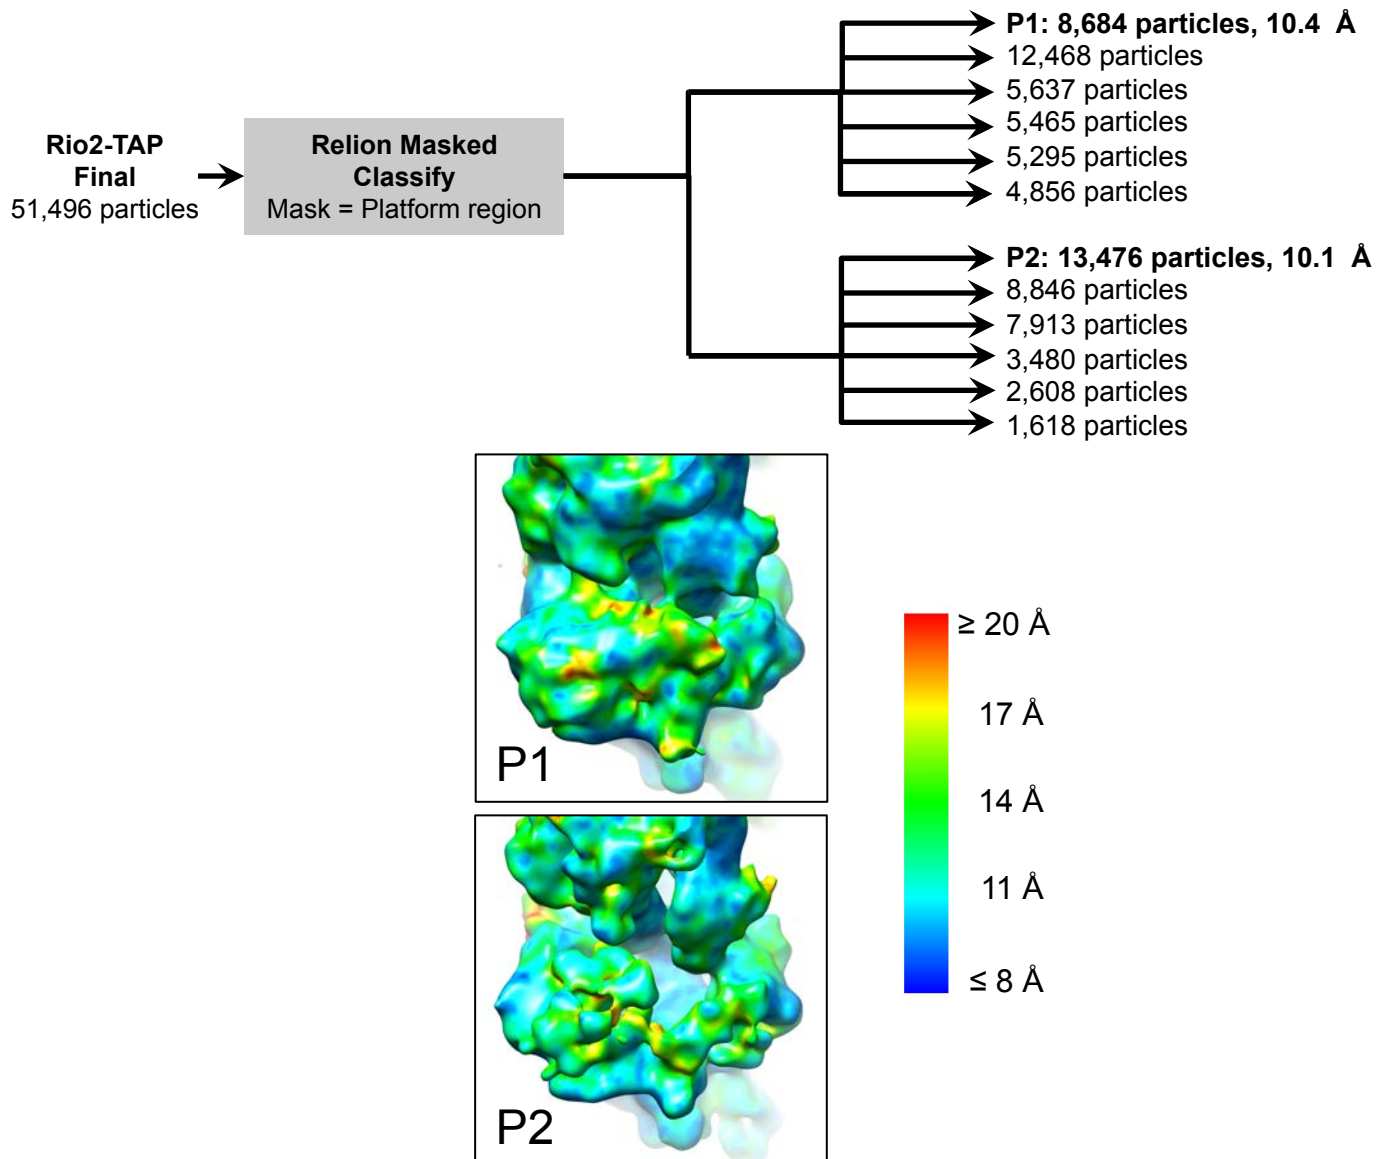 Rio2-TAP
Final
51,496 particles
Relion Masked
Classify
Mask = Platform region
P1: 8,684 particles, 10.4 Å
12,468 particles
5,637 particles
5,465 particles
5,295 particles
4,856 particles
P2: 13,476 particles, 10.1 Å
8,846 particles
7,913 particles
3,480 particles
2,608 particles
1,618 particles
P1
P2
≥ 20 Å
17 Å
14 Å
11 Å
≤ 8 Å